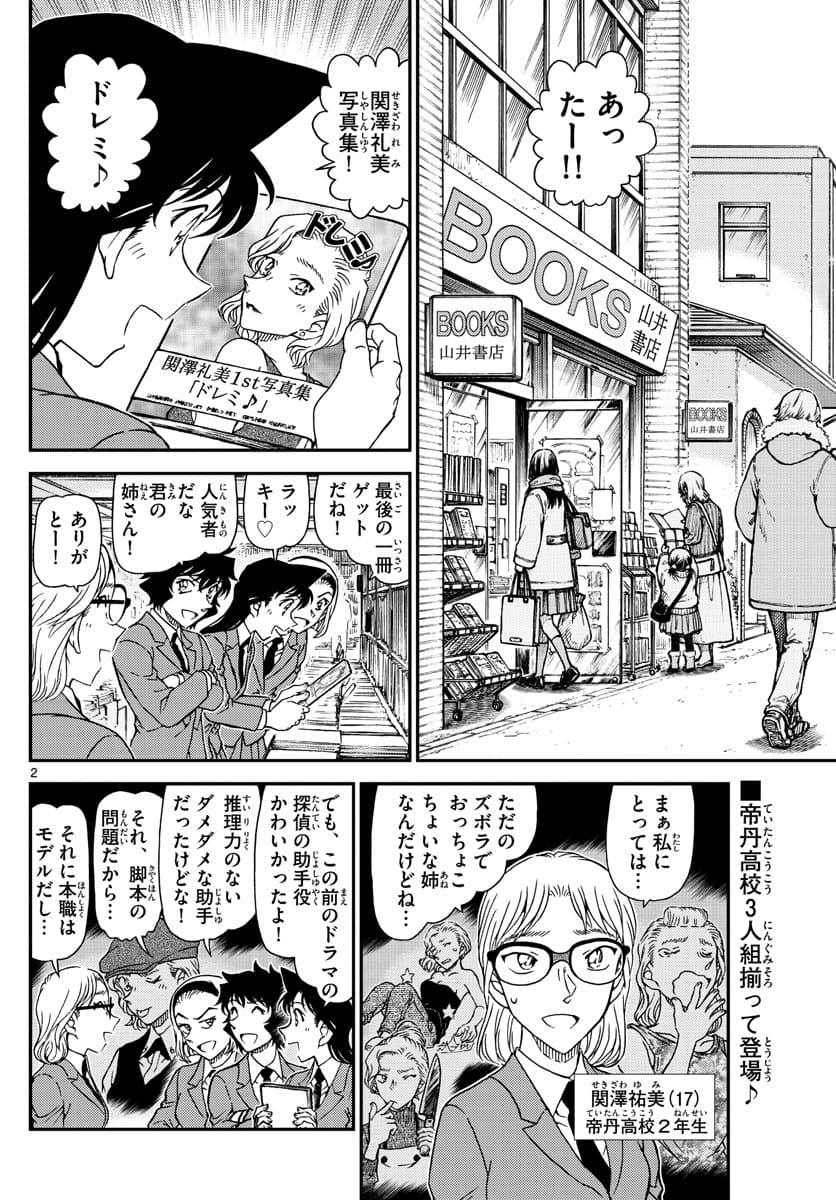 あっ
たー!!
BOOKS
山井
書店
BOOKS
山井書店
BOOKS
山井書店
関澤礼美
写真集!
ドレミ♪
ドレミ♪
関澤礼美1st写真集
「ドレミ♪」
最後の一冊
ゲット
だね!
ラッ
キー♡
人気者
だな
君の
姉さん!
ありが
とー!
2
■帝丹高校3人組揃って登場♪
まぁ私に
とっては…
ただの
ズボラで
おっちょこ
ちょいな姉
なんだけどね…
関澤祐美(17)
帝丹高校2年生
でも、この前のドラマの
探偵の助手役
かわいかったよ!
推理力のない
ダメダメな助手
だったけどな!
それ、脚本の
問題だから…
それに本職は
モデルだし…